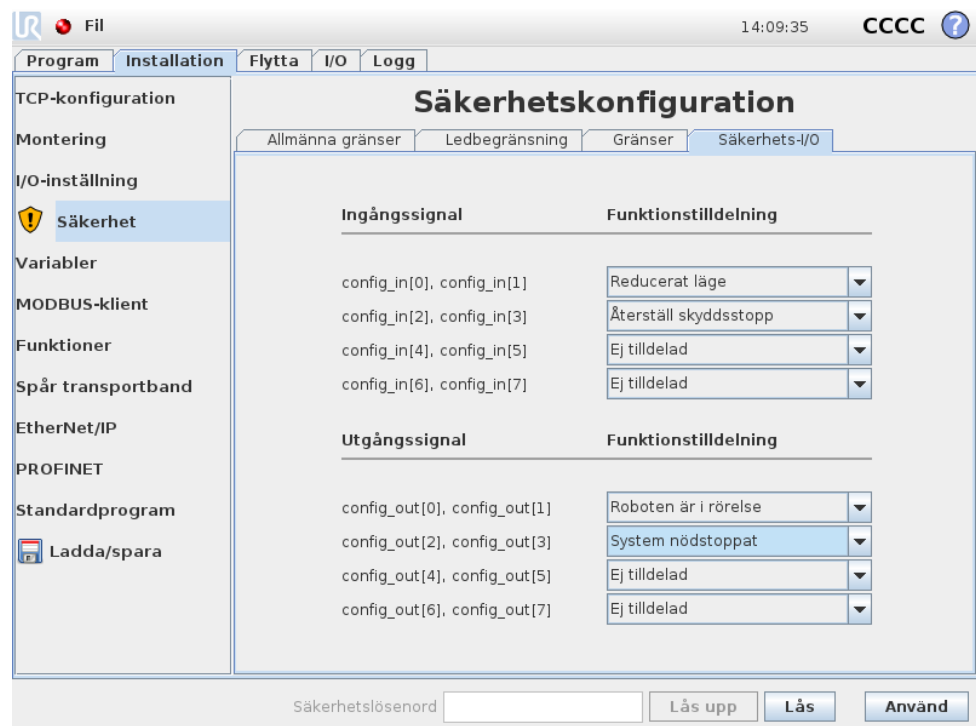 UR Fil 14:09:35 CCCC ?
Program Installation Flytta I/O Logg
TCP-konfiguration
Montering
I/O-inställning
Säkerhet
Variabler
MODBUS-klient
Funktioner
Spår transportband
EtherNet/IP
PROFINET
Standardprogram
Ladda/spara
Säkerhetskonfiguration
Allmänna gränser Ledbegränsning Gränser Säkerhets-I/O
Ingångssignal Funktionstilldelning
config_in[0], config_in[1] Reducerat läge
config_in[2], config_in[3] Återställ skyddsstopp
config_in[4], config_in[5] Ej tilldelad
config_in[6], config_in[7] Ej tilldelad
Utgångssignal Funktionstilldelning
config_out[0], config_out[1] Roboten är i rörelse
config_out[2], config_out[3] System nödstoppat
config_out[4], config_out[5] Ej tilldelad
config_out[6], config_out[7] Ej tilldelad
Säkerhetslösenord Lås upp Lås Använd